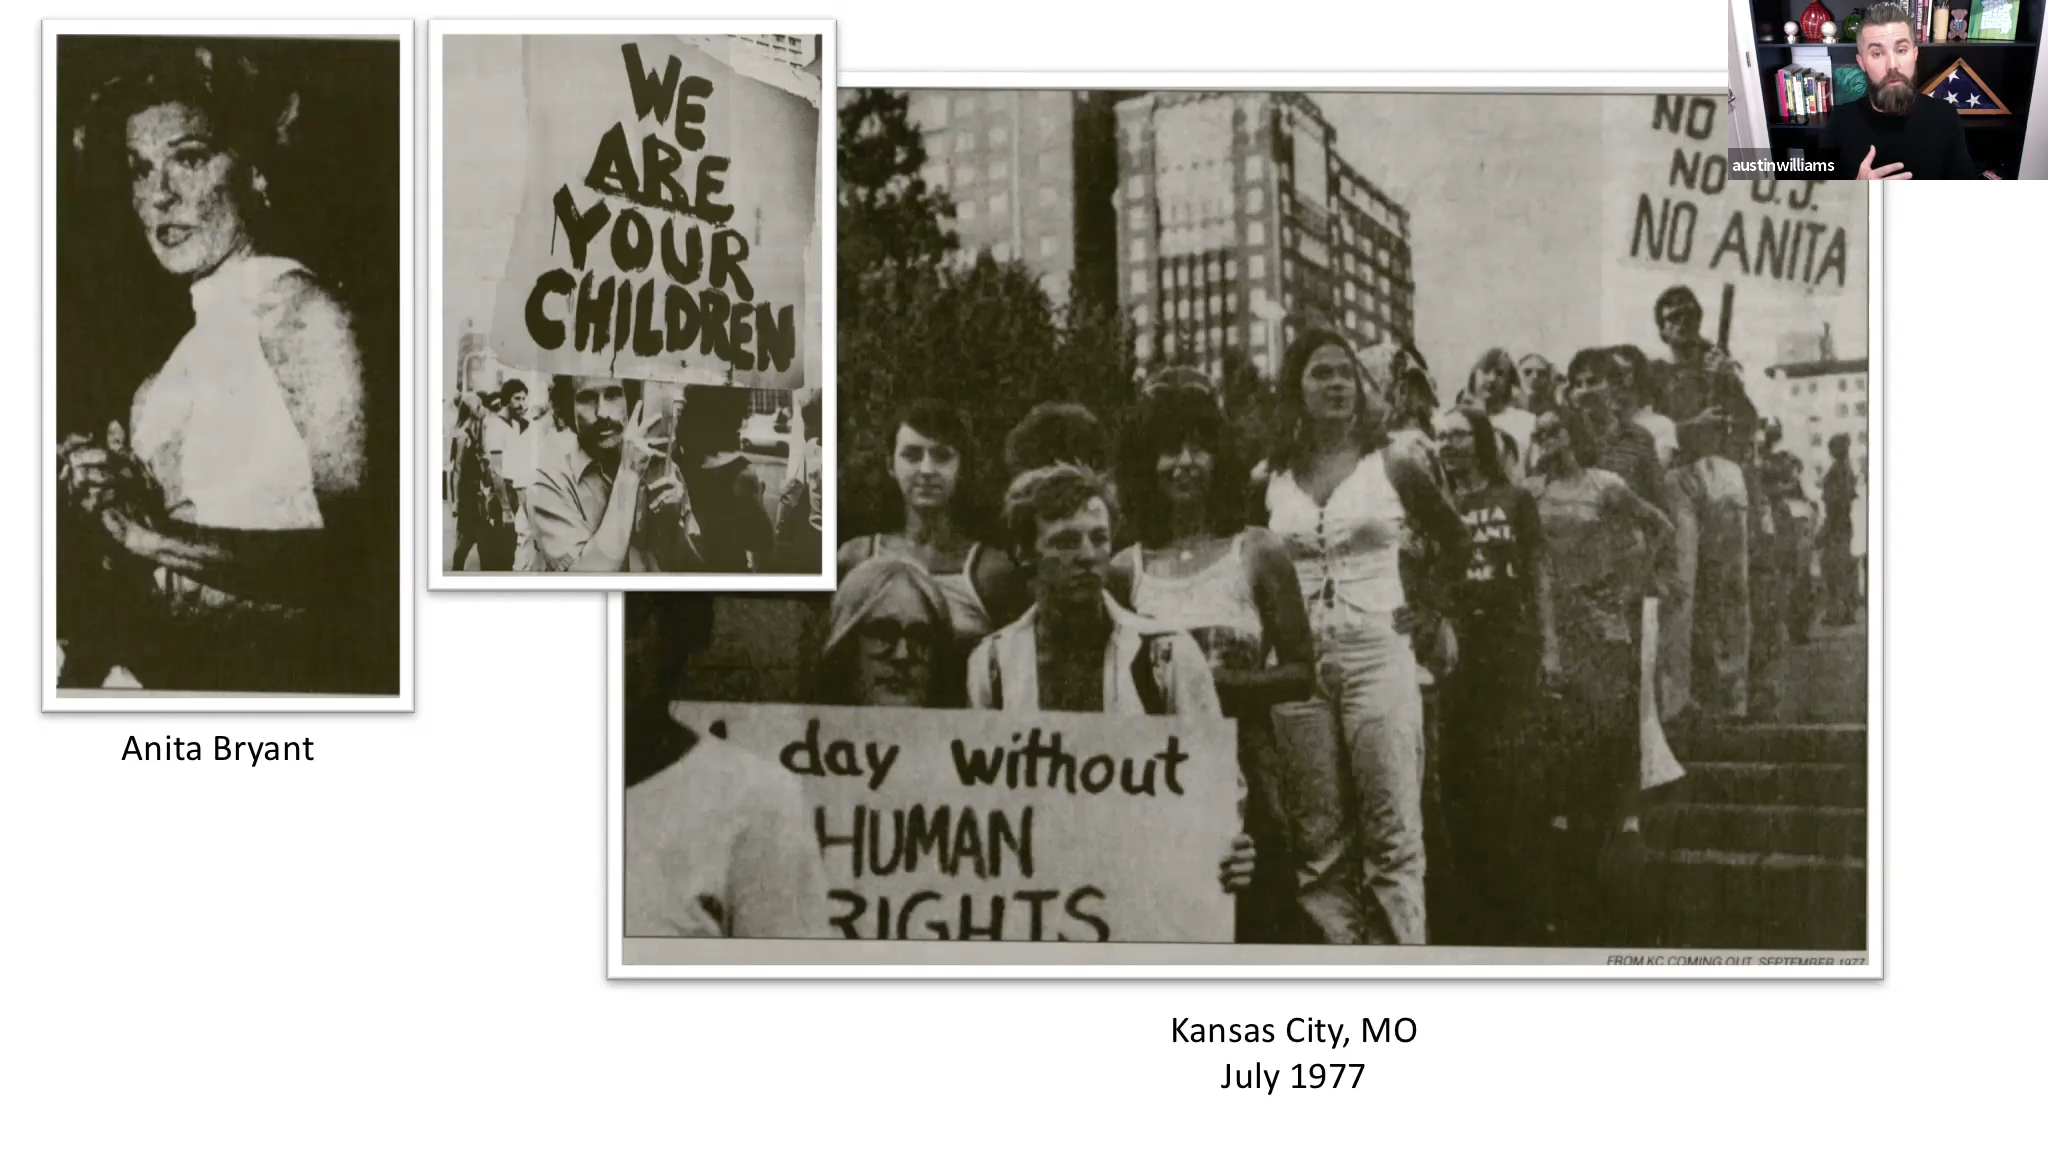 WE
ARE
YOUR
CHILDREN
Anita Bryant
NO
NO O.J.
NO ANITA
day without
HUMAN
RIGHTS
FROM KC COMING OUT, SEPTEMBER 1977
Kansas City, MO
July 1977
austinwilliams